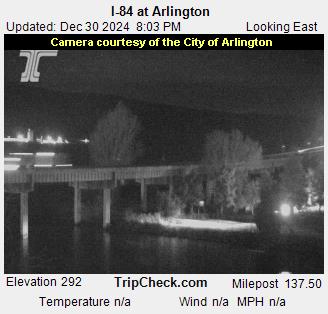 I-84 at Arlington
Updated: Dec 30 2024 8:03 PM Looking East
Camera courtesy of the City of Arlington
Elevation 292 TripCheck.com Milepost 137.50
Temperature n/a Wind n/a MPH n/a